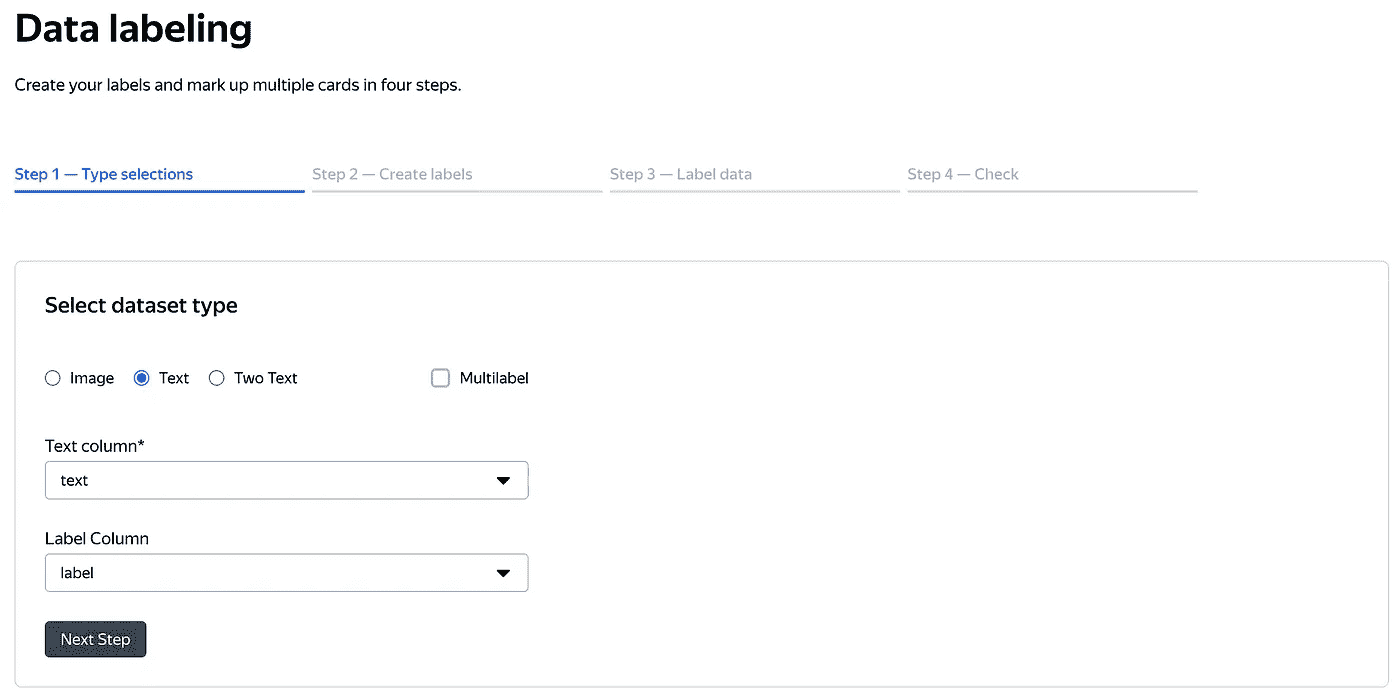 Data labeling
Create your labels and mark up multiple cards in four steps.
Step 1 — Type selections
Step 2 — Create labels
Step 3 — Label data
Step 4 — Check
Select dataset type
Image Text Two Text Multilabel
Text column*
text
Label Column
label
Next Step